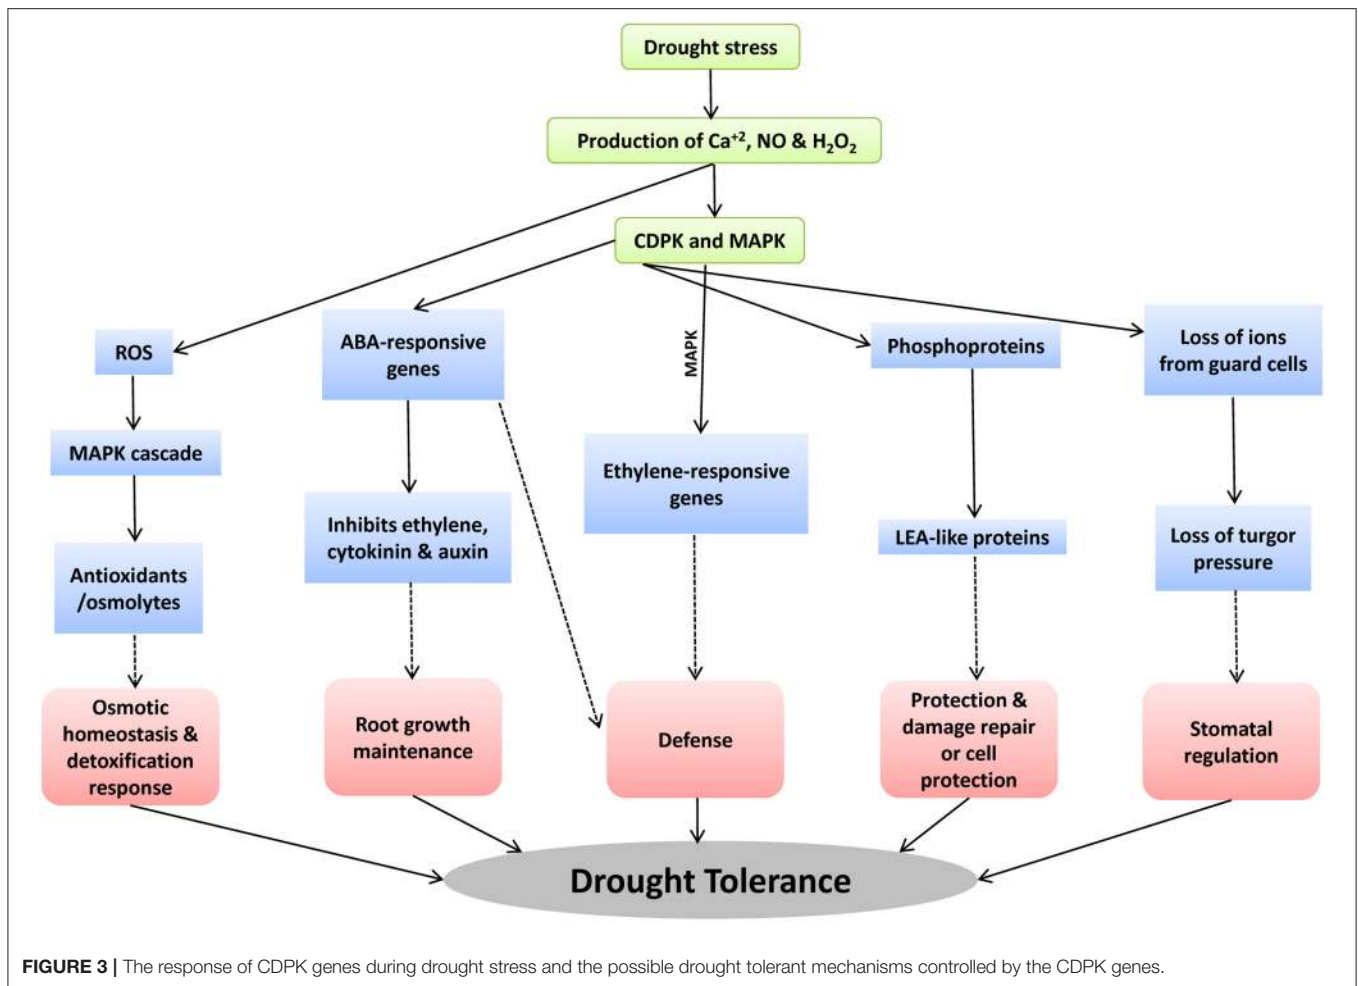 Drought stress
Production of Ca⁺², NO & H₂O₂
CDPK and MAPK
ROS
ABA-responsive
genes
MAPK
Phosphoproteins
Loss of ions
from guard cells
MAPK cascade
Ethylene-responsive
genes
Inhibits ethylene,
cytokinin & auxin
LEA-like proteins
Loss of turgor
pressure
Antioxidants
/osmolytes
Osmotic
homeostasis &
detoxification
response
Root growth
maintenance
Defense
Protection &
damage repair
or cell
protection
Stomatal
regulation
Drought Tolerance
FIGURE 3 | The response of CDPK genes during drought stress and the possible drought tolerant mechanisms controlled by the CDPK genes.